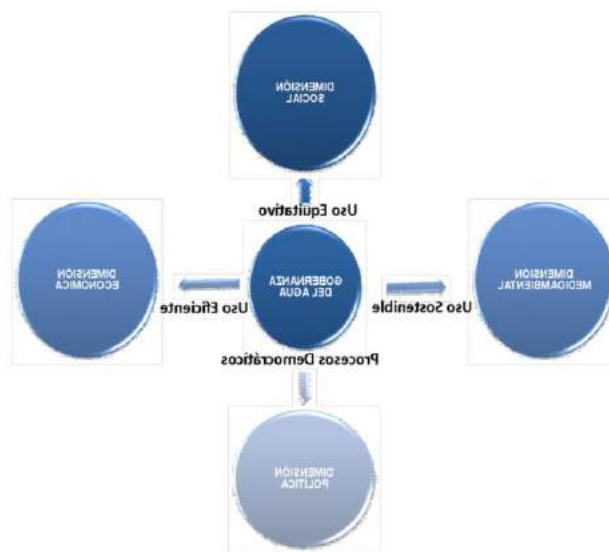 DIMENSIÓN
SOCIAL
Uso Equitativo
DIMENSIÓN
ECONOMICA
Uso Eficiente
GOBERNANZA
DEL AGUA
Uso Sostenible
DIMENSIÓN
MEDIOAMBIENTAL
Procesos Democráticos
DIMENSIÓN
POLÍTICA